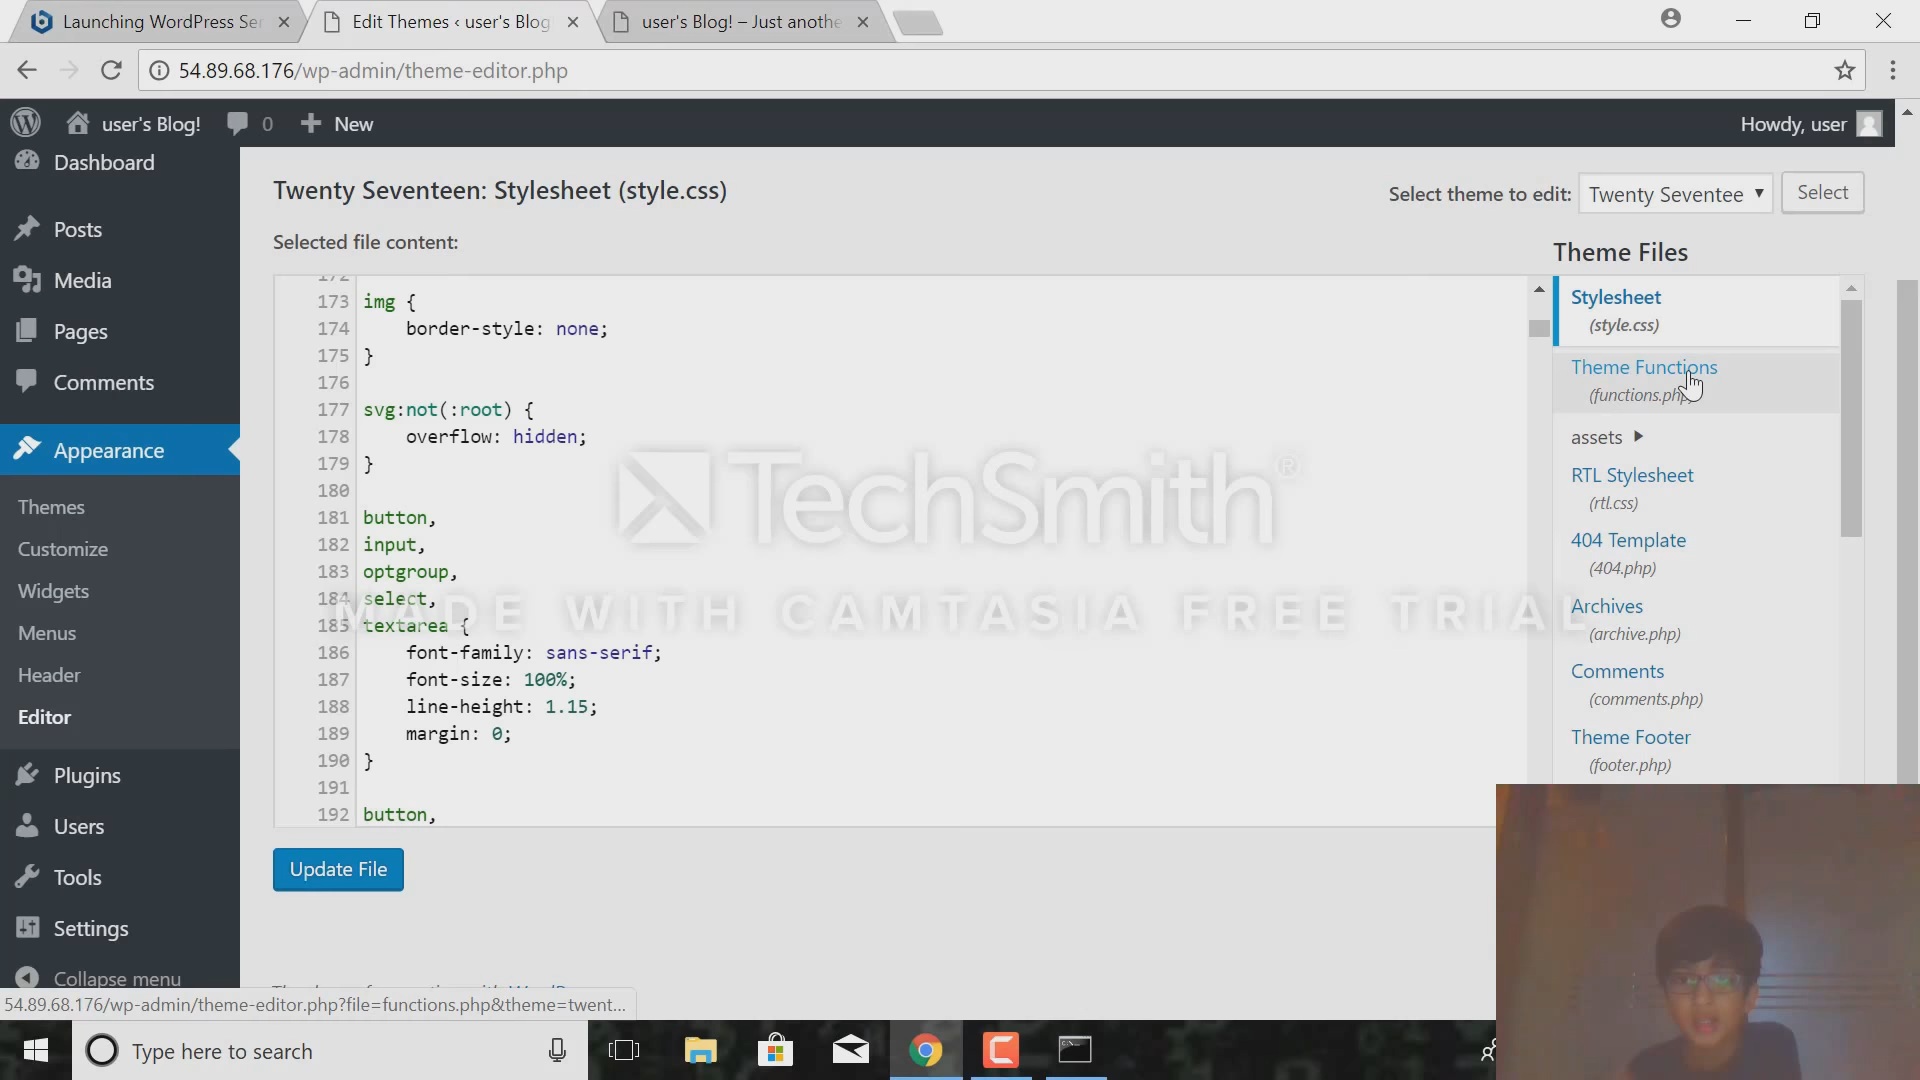 Launching WordPress Ser
Edit Themes ‹ user's Blog
user's Blog! – Just anothe
54.89.68.176/wp-admin/theme-editor.php
user's Blog!
0
New
Howdy, user
Dashboard
Posts
Media
Pages
Comments
Appearance
Themes
Customize
Widgets
Menus
Header
Editor
Plugins
Users
Tools
Settings
Collapse menu
Twenty Seventeen: Stylesheet (style.css)
Select theme to edit: Twenty Seventee Select
Selected file content:
172
173 img {
174 border-style: none;
175 }
176
177 svg:not(:root) {
178 overflow: hidden;
179 }
180
181 button,
182 input,
183 optgroup,
184 select,
185 textarea {
186 font-family: sans-serif;
187 font-size: 100%;
188 line-height: 1.15;
189 margin: 0;
190 }
191
192 button,
Update File
Theme Files
Stylesheet
(style.css)
Theme Functions
(functions.php)
assets
RTL Stylesheet
(rtl.css)
404 Template
(404.php)
Archives
(archive.php)
Comments
(comments.php)
Theme Footer
(footer.php)
TechSmith®
MADE WITH CAMTASIA FREE TRIAL
54.89.68.176/wp-admin/theme-editor.php?file=functions.php&theme=twent...
Type here to search